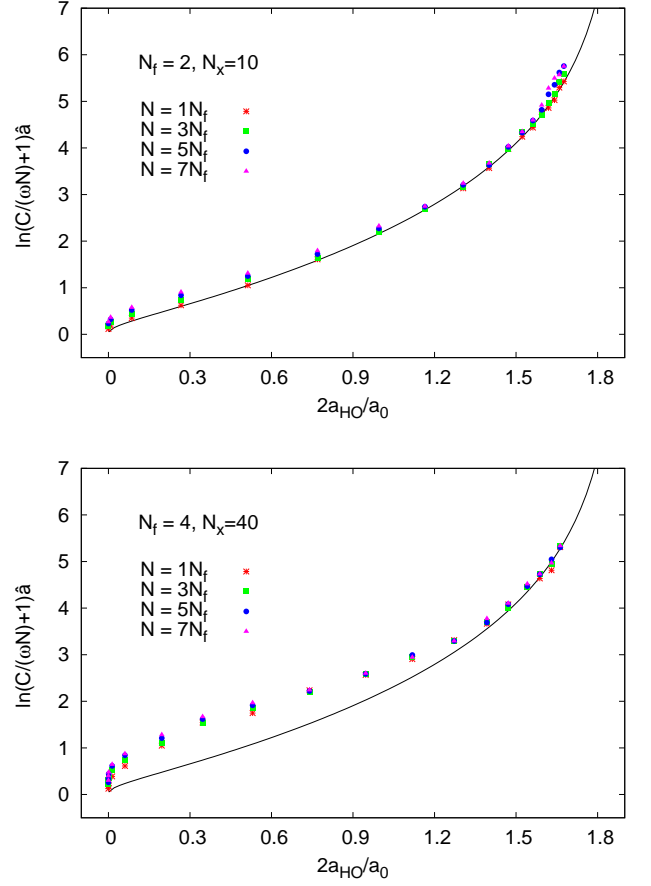 7
6
5
4
3
2
1
0
ln(C/(ωN)+1)â
N_f = 2, N_x=10
N = 1N_f
N = 3N_f
N = 5N_f
N = 7N_f
0 0.3 0.6 0.9 1.2 1.5 1.8
2a_HO/a_0
7
6
5
4
3
2
1
0
ln(C/(ωN)+1)â
N_f = 4, N_x=40
N = 1N_f
N = 3N_f
N = 5N_f
N = 7N_f
0 0.3 0.6 0.9 1.2 1.5 1.8
2a_HO/a_0